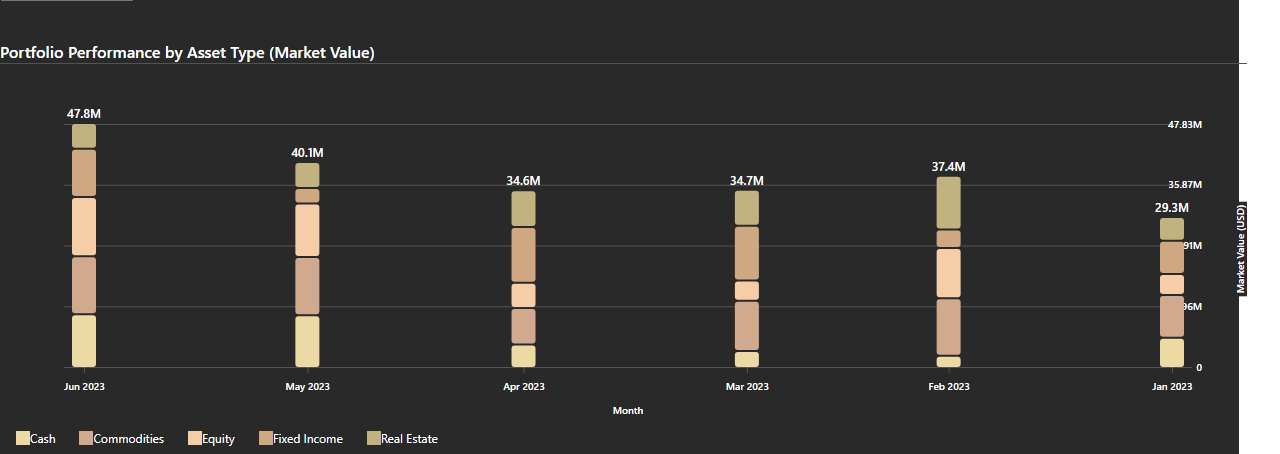 Portfolio Performance by Asset Type (Market Value)
47.8M
40.1M
34.6M
34.7M
37.4M
29.3M
47.83M
35.87M
91M
96M
0
Market Value (USD)
Jun 2023
May 2023
Apr 2023
Mar 2023
Feb 2023
Jan 2023
Month
Cash
Commodities
Equity
Fixed Income
Real Estate